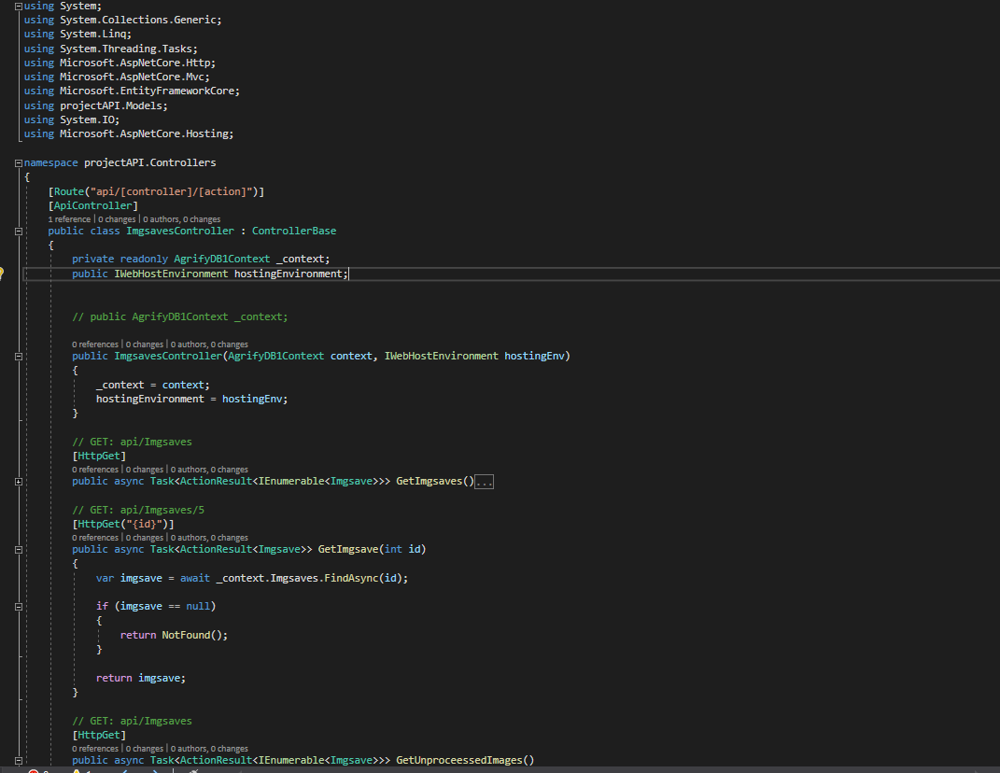 using System;
using System.Collections.Generic;
using System.Linq;
using System.Threading.Tasks;
using Microsoft.AspNetCore.Http;
using Microsoft.AspNetCore.Mvc;
using Microsoft.EntityFrameworkCore;
using projectAPI.Models;
using System.IO;
using Microsoft.AspNetCore.Hosting;
namespace projectAPI.Controllers
{
[Route("api/[controller]/[action]")]
[ApiController]
1 reference | 0 changes | 0 authors, 0 changes
public class ImgsavesController : ControllerBase
{
private readonly AgrifyDB1Context _context;
public IWebHostEnvironment hostingEnvironment;
// public AgrifyDB1Context _context;
0 references | 0 changes | 0 authors, 0 changes
public ImgsavesController(AgrifyDB1Context context, IWebHostEnvironment hostingEnv)
{
_context = context;
hostingEnvironment = hostingEnv;
}
// GET: api/Imgsaves
[HttpGet]
0 references | 0 changes | 0 authors, 0 changes
public async Task<ActionResult<IEnumerable<Imgsave>>> GetImgsaves()...
// GET: api/Imgsaves/5
[HttpGet("{id}")]
0 references | 0 changes | 0 authors, 0 changes
public async Task<ActionResult<Imgsave>> GetImgsave(int id)
{
var imgsave = await _context.Imgsaves.FindAsync(id);
if (imgsave == null)
{
return NotFound();
}
return imgsave;
}
// GET: api/Imgsaves
[HttpGet]
0 references | 0 changes | 0 authors, 0 changes
public async Task<ActionResult<IEnumerable<Imgsave>>> GetUnproceessedImages()